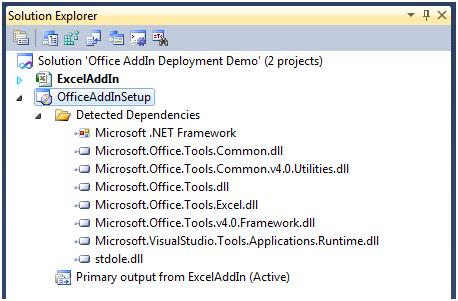 Solution Explorer
Solution 'Office AddIn Deployment Demo' (2 projects)
ExcelAddIn
OfficeAddInSetup
Detected Dependencies
Microsoft .NET Framework
Microsoft.Office.Tools.Common.dll
Microsoft.Office.Tools.Common.v4.0.Utilities.dll
Microsoft.Office.Tools.dll
Microsoft.Office.Tools.Excel.dll
Microsoft.Office.Tools.v4.0.Framework.dll
Microsoft.VisualStudio.Tools.Applications.Runtime.dll
stdole.dll
Primary output from ExcelAddIn (Active)